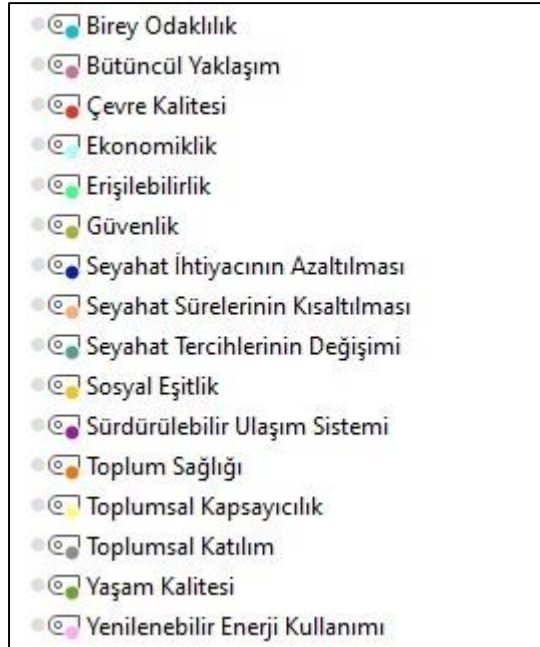 Birey Odaklılık
Bütüncül Yaklaşım
Çevre Kalitesi
Ekonomiklik
Erişilebilirlik
Güvenlik
Seyahat İhtiyacının Azaltılması
Seyahat Sürelerinin Kısaltılması
Seyahat Tercihlerinin Değişimi
Sosyal Eşitlik
Sürdürülebilir Ulaşım Sistemi
Toplum Sağlığı
Toplumsal Kapsayıcılık
Toplumsal Katılım
Yaşam Kalitesi
Yenilenebilir Enerji Kullanımı